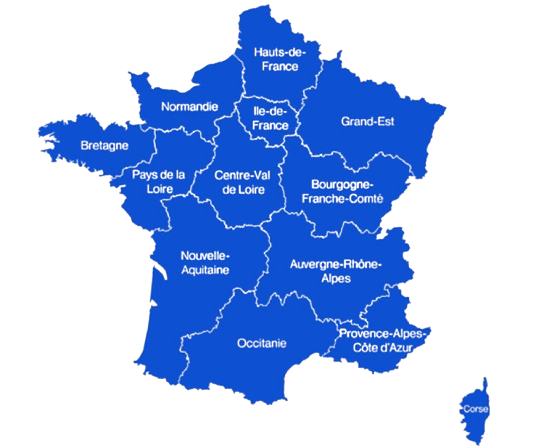 Hauts-de-
France
Normandie
Ile-de-
France
Grand-Est
Bretagne
Pays de la
Loire
Centre-Val
de Loire
Bourgogne-
Franche-Comté
Nouvelle-
Aquitaine
Auvergne-Rhône-
Alpes
Occitanie
Provence-Alpes-
Côte d'Azur
Corse